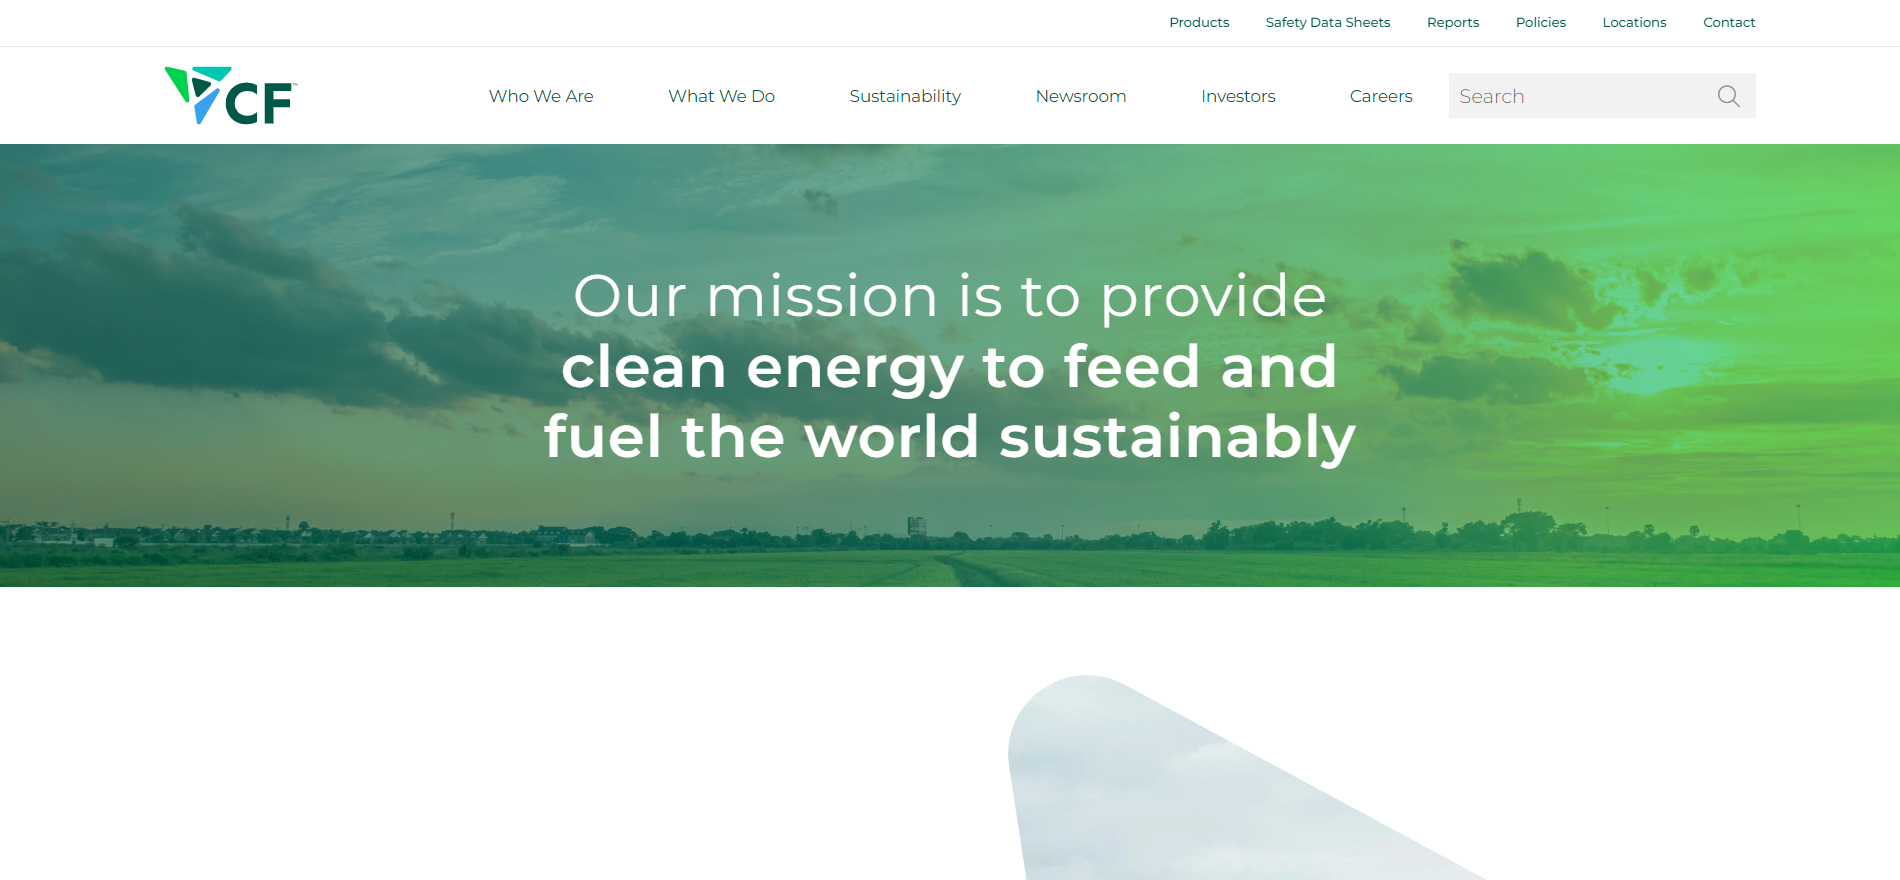 Products Safety Data Sheets Reports Policies Locations Contact
CF™
Who We Are What We Do Sustainability Newsroom Investors Careers Search
Our mission is to provide
clean energy to feed and
fuel the world sustainably